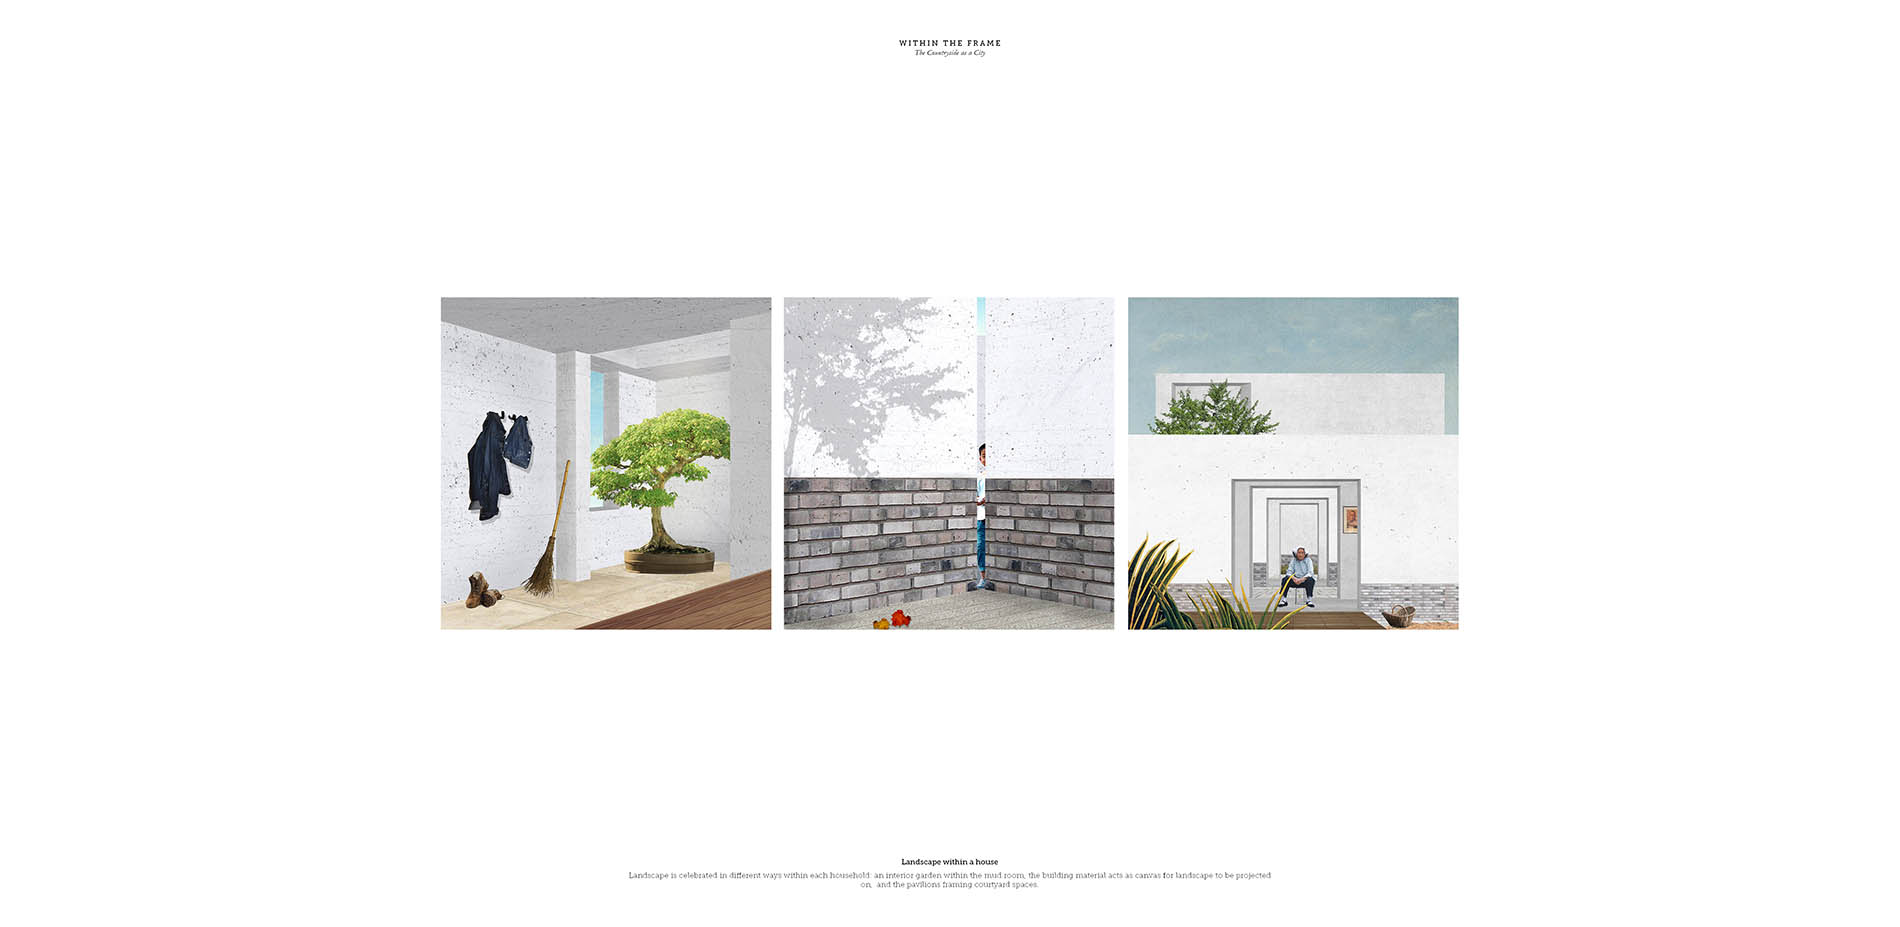 WITHIN THE FRAME
The Countryside as a City
Landscape within a house
Landscape is celebrated in different ways within each household: an interior garden within the mud room, the building material acts as canvas for landscape to be projected
on,  and the pavilions framing courtyard spaces.